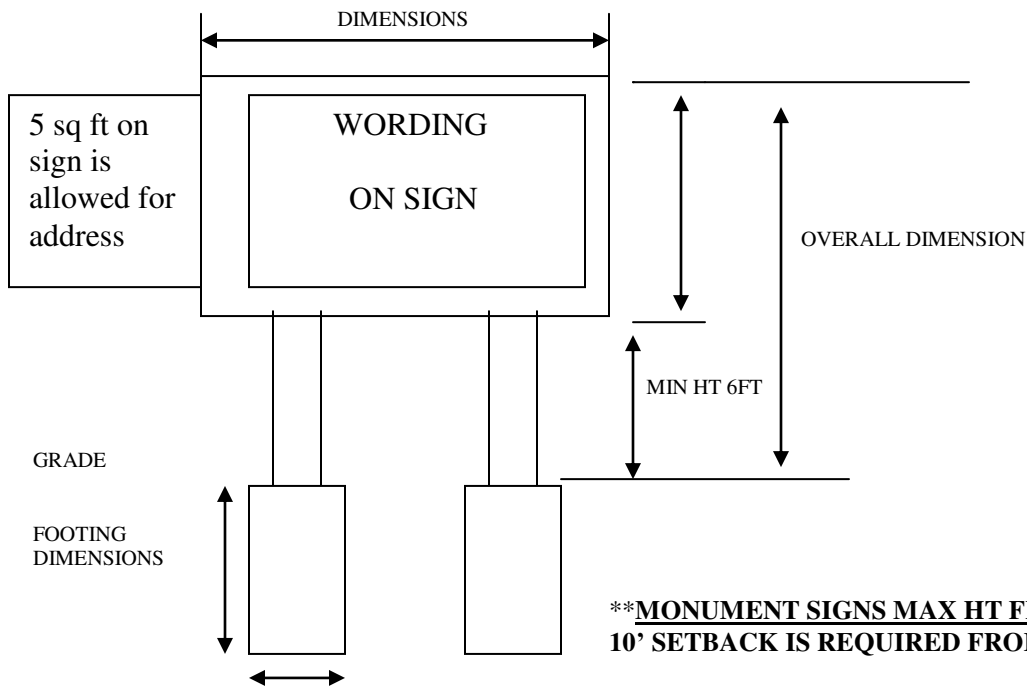 DIMENSIONS
5 sq ft on
sign is
allowed for
address
WORDING
ON SIGN
OVERALL DIMENSION
MIN HT 6FT
GRADE
FOOTING
DIMENSIONS
**MONUMENT SIGNS MAX HT
10' SETBACK IS REQUIRED